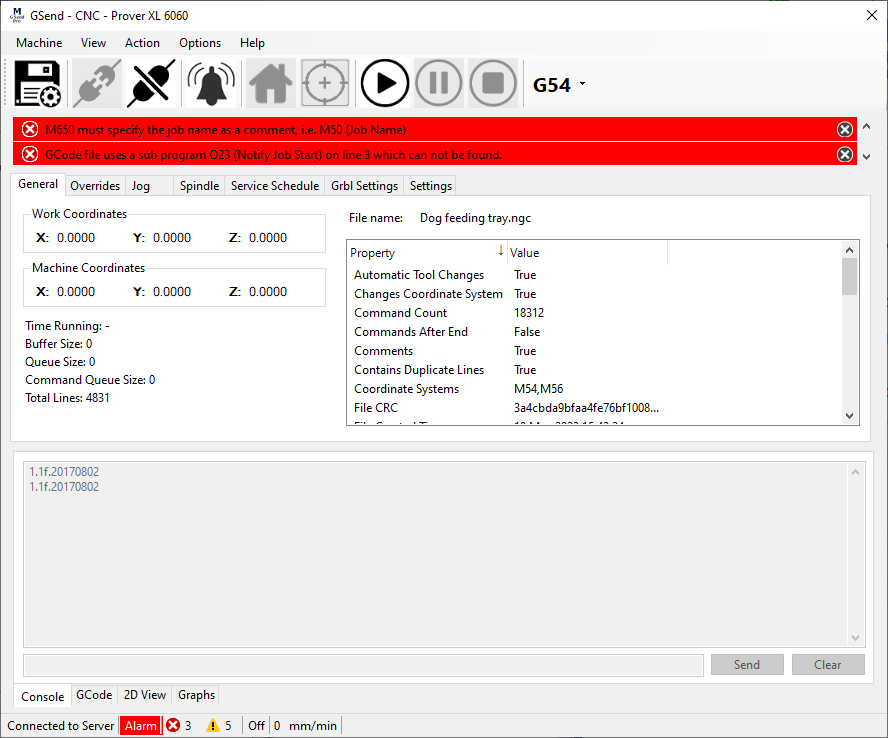 M
GSend
Pro
GSend - CNC - Prover XL 6060
Machine View Action Options Help
G54
M650 must specify the job name as a comment, i.e. M50 (Job Name)
GCode file uses a sub program O23 (Notify Job Start) on line 3 which can not be found.
General Overrides Jog Spindle Service Schedule Grbl Settings Settings
Work Coordinates
X: 0.0000 Y: 0.0000 Z: 0.0000
Machine Coordinates
X: 0.0000 Y: 0.0000 Z: 0.0000
Time Running: -
Buffer Size: 0
Queue Size: 0
Command Queue Size: 0
Total Lines: 4831
File name: Dog feeding tray.ngc
Property Value
Automatic Tool Changes True
Changes Coordinate System True
Command Count 18312
Commands After End False
Comments True
Contains Duplicate Lines True
Coordinate Systems M54,M56
File CRC 3a4cbda9bfaa4fe76bf1008...
1.1f.20170802
1.1f.20170802
Send Clear
Console GCode 2D View Graphs
Connected to Server Alarm 3 5 Off 0 mm/min